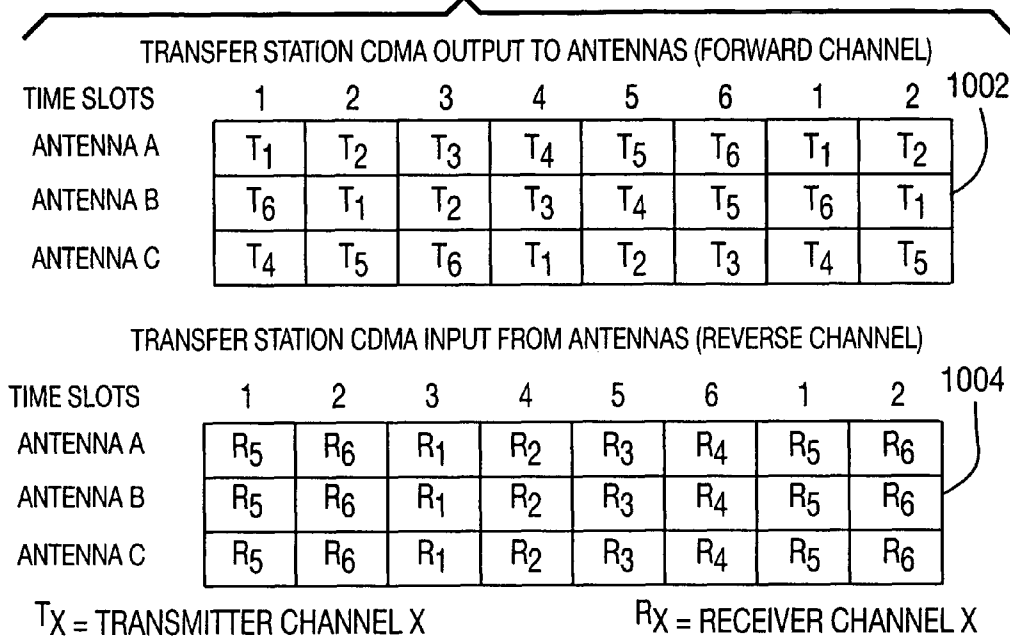 TRANSFER STATION CDMA OUTPUT TO ANTENNAS (FORWARD CHANNEL)
TIME SLOTS 1 2 3 4 5 6 1 2 1002
ANTENNA A T1 T2 T3 T4 T5 T6 T1 T2
ANTENNA B T6 T1 T2 T3 T4 T5 T6 T1
ANTENNA C T4 T5 T6 T1 T2 T3 T4 T5
TRANSFER STATION CDMA INPUT FROM ANTENNAS (REVERSE CHANNEL)
TIME SLOTS 1 2 3 4 5 6 1 2 1004
ANTENNA A R5 R6 R1 R2 R3 R4 R5 R6
ANTENNA B R5 R6 R1 R2 R3 R4 R5 R6
ANTENNA C R5 R6 R1 R2 R3 R4 R5 R6
TX = TRANSMITTER CHANNEL X RX = RECEIVER CHANNEL X